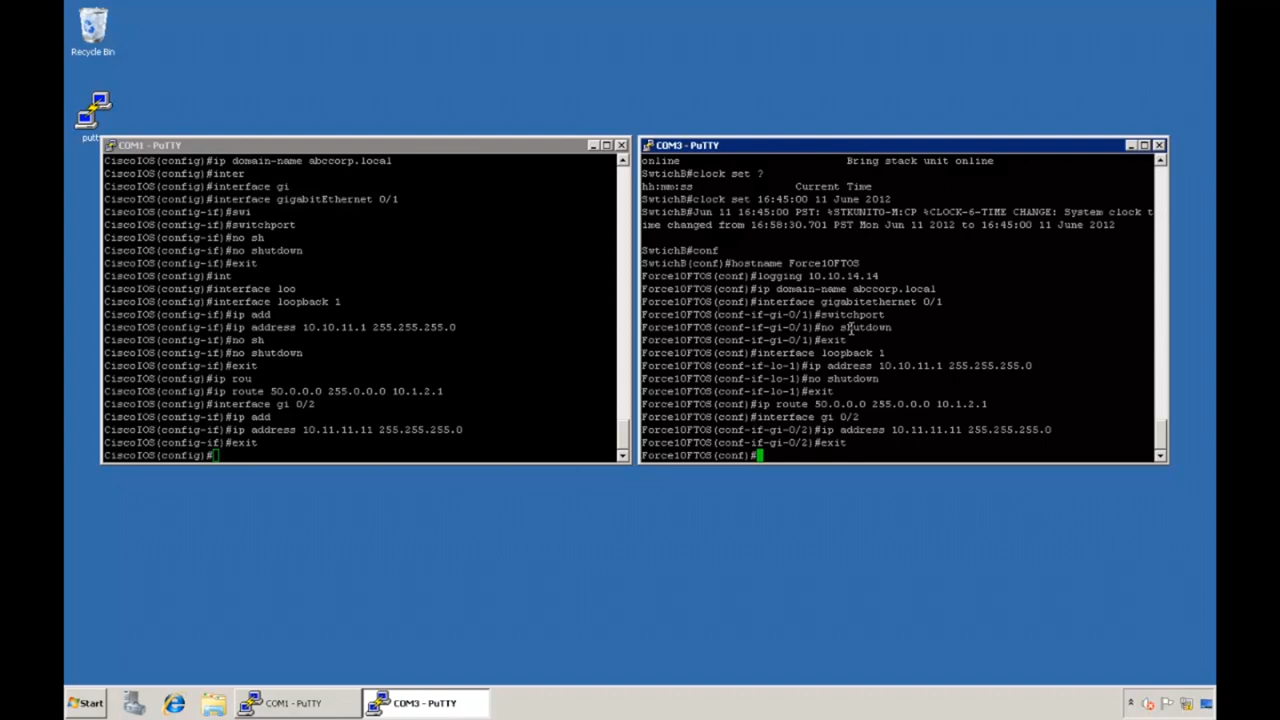 Recycle Bin
putt
COM1 - PuTTY
CiscoIOS(config)#ip domain-name abccorp.local
CiscoIOS(config)#inter
CiscoIOS(config)#interface gi
CiscoIOS(config)#interface gigabitEthernet 0/1
CiscoIOS(config-if)#swi
CiscoIOS(config-if)#switchport
CiscoIOS(config-if)#no sh
CiscoIOS(config-if)#no shutdown
CiscoIOS(config-if)#exit
CiscoIOS(config)#int
CiscoIOS(config)#interface loo
CiscoIOS(config)#interface loopback 1
CiscoIOS(config-if)#ip add
CiscoIOS(config-if)#ip address 10.10.11.1 255.255.255.0
CiscoIOS(config-if)#no sh
CiscoIOS(config-if)#no shutdown
CiscoIOS(config-if)#exit
CiscoIOS(config)#ip rou
CiscoIOS(config)#ip route 50.0.0.0 255.0.0.0 10.1.2.1
CiscoIOS(config)#interface gi 0/2
CiscoIOS(config-if)#ip add
CiscoIOS(config-if)#ip address 10.11.11.11 255.255.255.0
CiscoIOS(config-if)#exit
CiscoIOS(config)#
COM3 - PuTTY
online Bring stack unit online
SwtichB#clock set ?
hh:mm:ss Current Time
SwtichB#clock set 16:45:00 11 June 2012
SwtichB#Jun 11 16:45:00 PST: %STKUNIT0-M:CP %CLOCK-6-TIME CHANGE: System clock t
ime changed from 16:58:30.701 PST Mon Jun 11 2012 to 16:45:00 11 June 2012
SwtichB#conf
SwtichB(conf)#hostname Force10FTOS
Force10FTOS(conf)#logging 10.10.14.14
Force10FTOS(conf)#ip domain-name abccorp.local
Force10FTOS(conf)#interface gigabitethernet 0/1
Force10FTOS(conf-if-gi-0/1)#switchport
Force10FTOS(conf-if-gi-0/1)#no shutdown
Force10FTOS(conf-if-gi-0/1)#exit
Force10FTOS(conf)#interface loopback 1
Force10FTOS(conf-if-lo-1)#ip address 10.10.11.1 255.255.255.0
Force10FTOS(conf-if-lo-1)#no shutdown
Force10FTOS(conf-if-lo-1)#exit
Force10FTOS(conf)#ip route 50.0.0.0 255.0.0.0 10.1.2.1
Force10FTOS(conf)#interface gi 0/2
Force10FTOS(conf-if-gi-0/2)#ip address 10.11.11.11 255.255.255.0
Force10FTOS(conf-if-gi-0/2)#exit
Force10FTOS(conf)#
Start
COM1 - PuTTY
COM3 - PuTTY